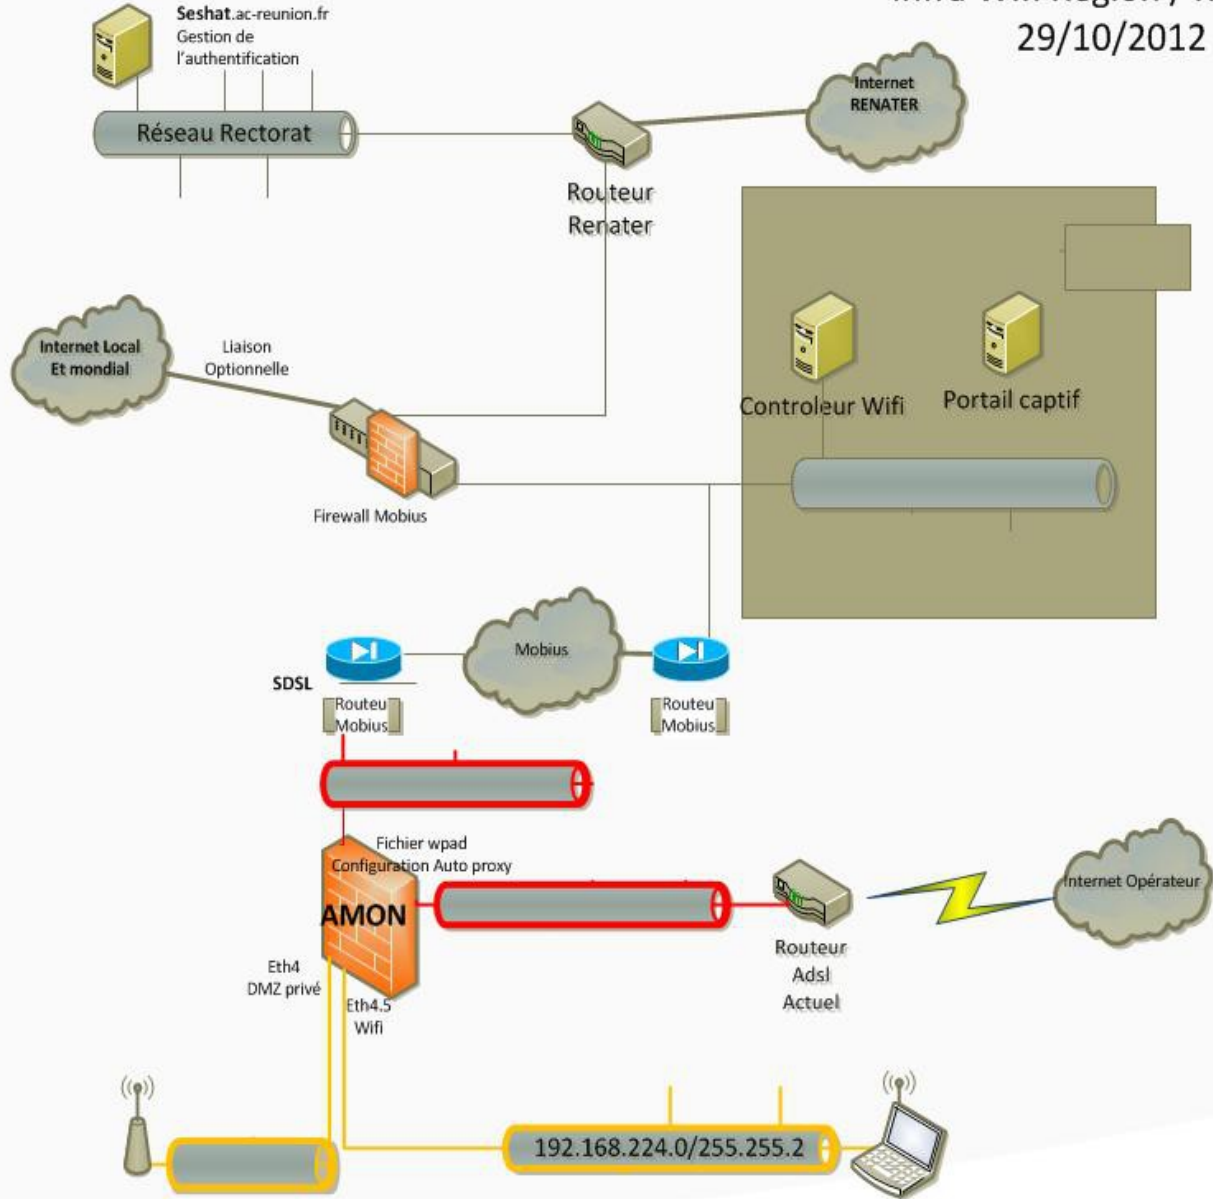 29/10/2012
Seshat.ac-reunion.fr
Gestion de
l'authentification
Internet
RENATER
Réseau Rectorat
Routeur
Renater
Internet Local
Et mondial
Liaison
Optionnelle
Controleur Wifi
Portail captif
Firewall Mobius
Mobius
SDSL
Routeu
Mobius
Routeu
Mobius
Fichier wpad
Configuration Auto proxy
AMON
Internet Opérateur
Routeur
Adsl
Actuel
Eth4
DMZ privé
Eth4.5
Wifi
192.168.224.0/255.255.2